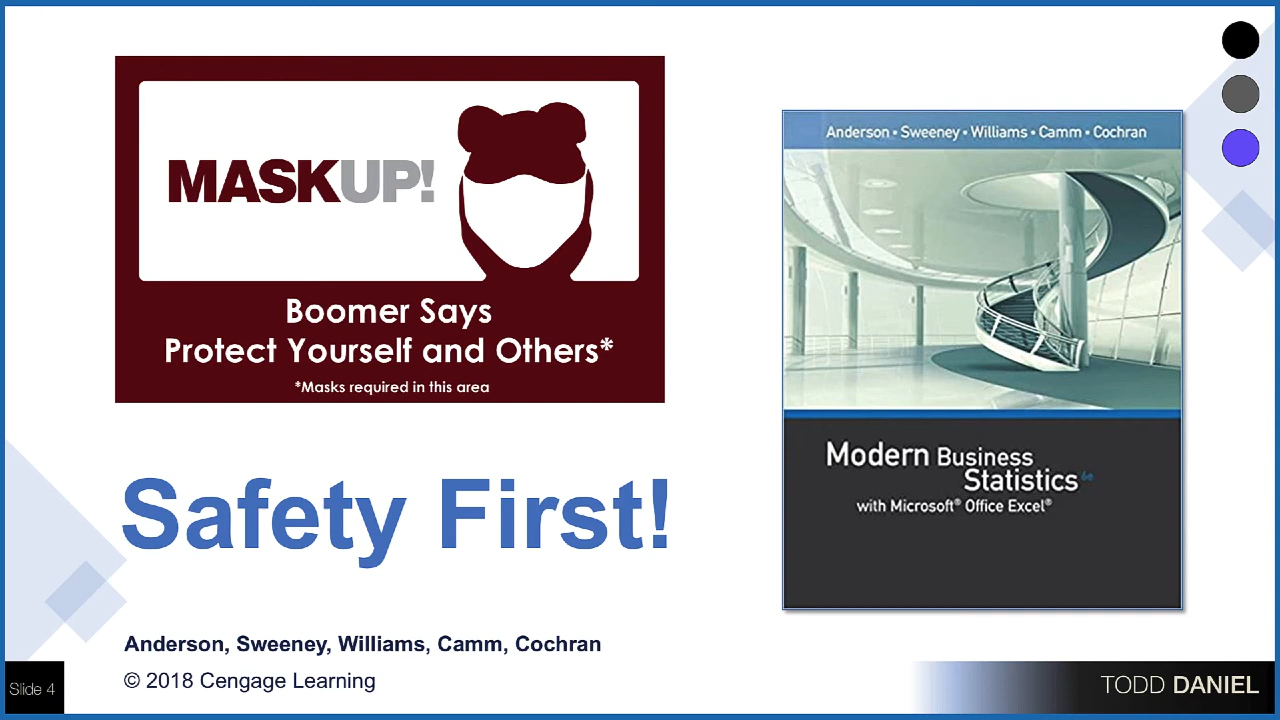 MASKUP!
Boomer Says
Protect Yourself and Others*
*Masks required in this area
Safety First!
Anderson, Sweeney, Williams, Camm, Cochran
© 2018 Cengage Learning
Slide 4
Anderson • Sweeney • Williams • Camm • Cochran
Modern Business
Statistics 6e
with Microsoft® Office Excel®
TODD DANIEL